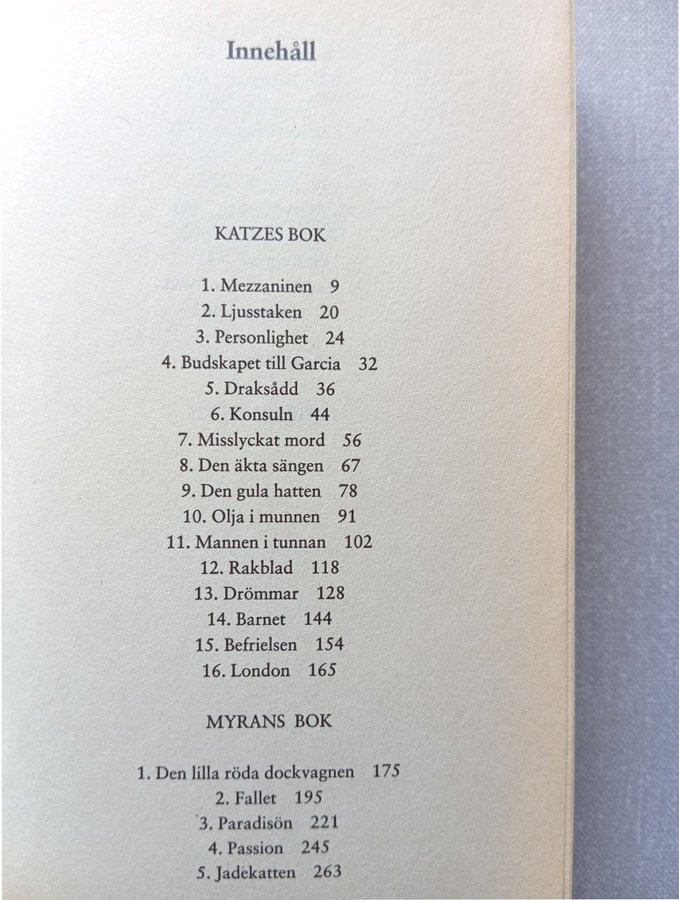 Innehåll
KATZES BOK
1. Mezzaninen 9
2. Ljusstaken 20
3. Personlighet 24
4. Budskapet till Garcia 32
5. Draksådd 36
6. Konsuln 44
7. Misslyckat mord 56
8. Den äkta sängen 67
9. Den gula hatten 78
10. Olja i munnen 91
11. Mannen i tunnan 102
12. Rakblad 118
13. Drömmar 128
14. Barnet 144
15. Befrielsen 154
16. London 165
MYRANS BOK
1. Den lilla röda dockvagnen 175
2. Fallet 195
3. Paradisön 221
4. Passion 245
5. Jadekatten 263